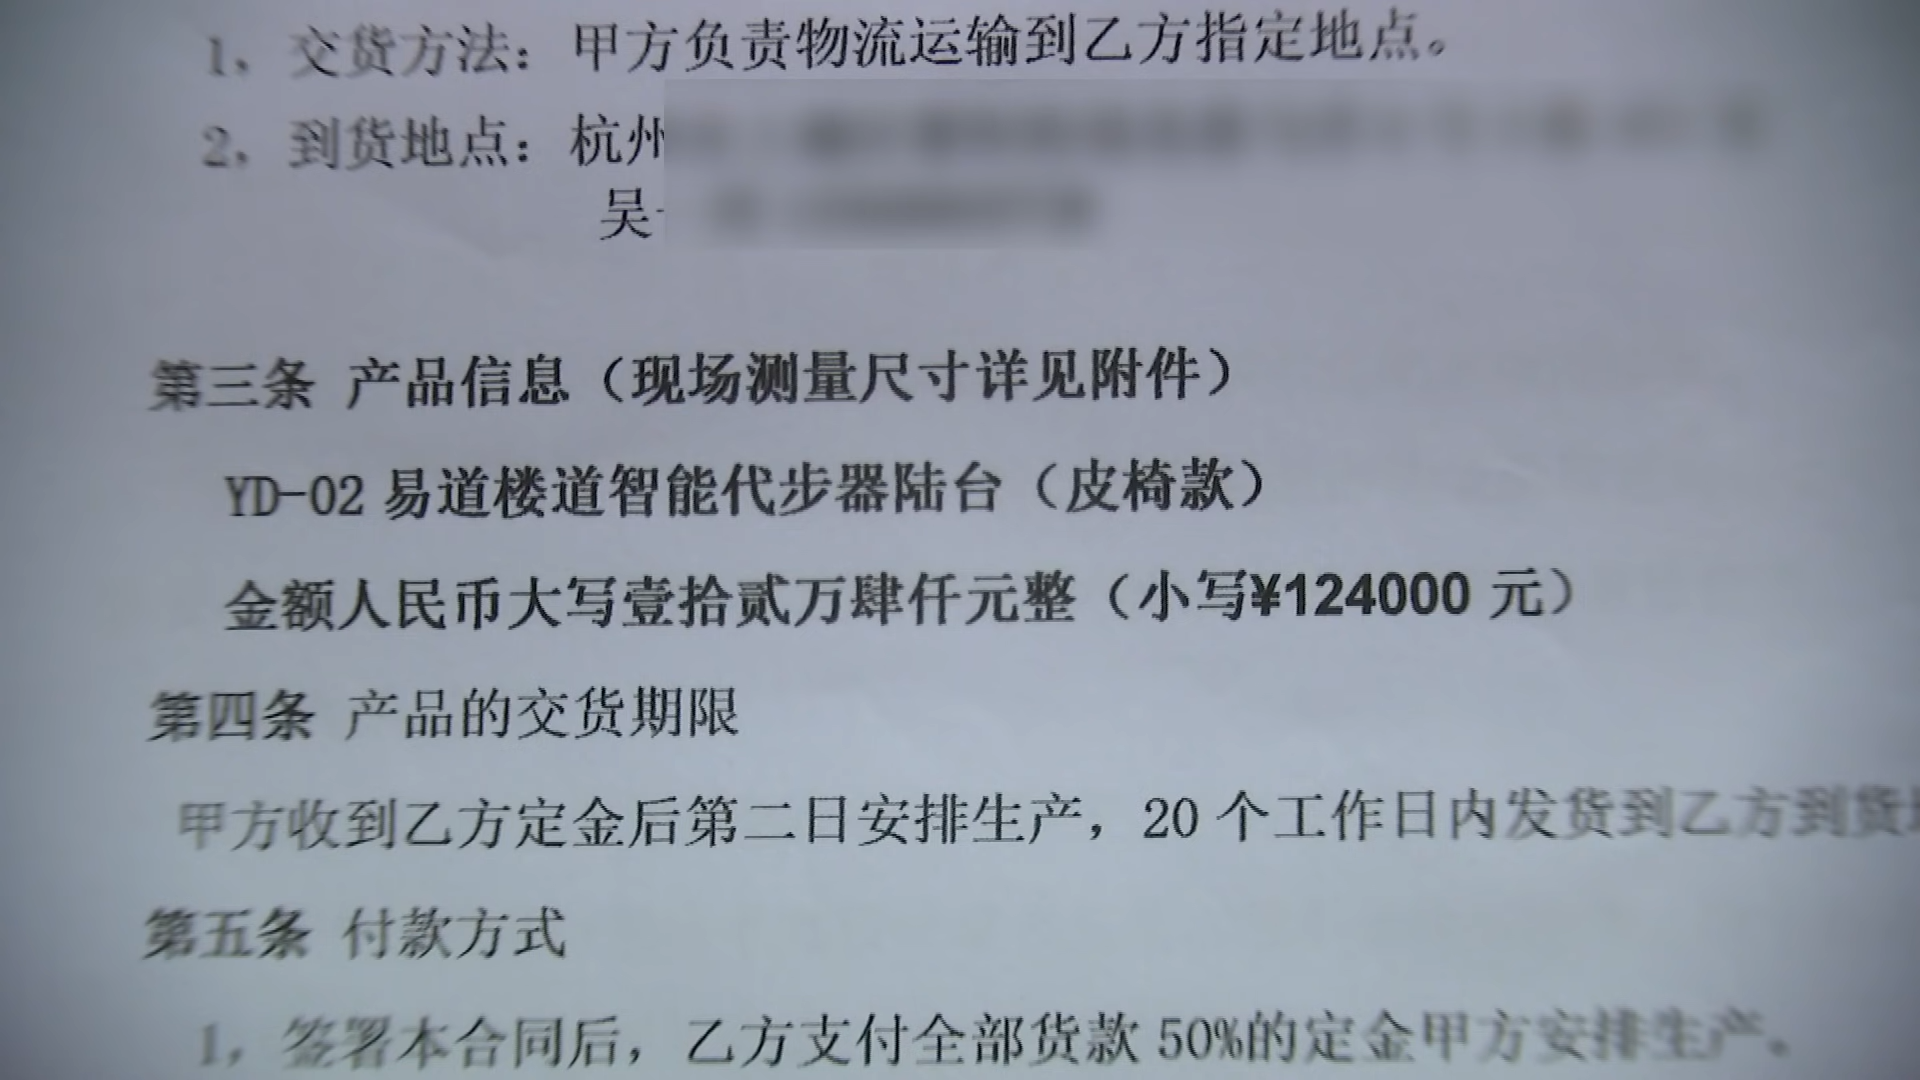 1，交货方法：甲方负责物流运输到乙方指定地点。
2，到货地点：杭州
吴
第三条 产品信息（现场测量尺寸详见附件）
YD-02 易道楼道智能代步器陆台（皮椅款）
金额人民币大写壹拾贰万肆仟元整（小写¥124000 元）
第四条 产品的交货期限
甲方收到乙方定金后第二日安排生产，20 个工作日内发货到乙方到货
第五条 付款方式
1，签署本合同后，乙方支付全部货款 50%的定金甲方安排生产。